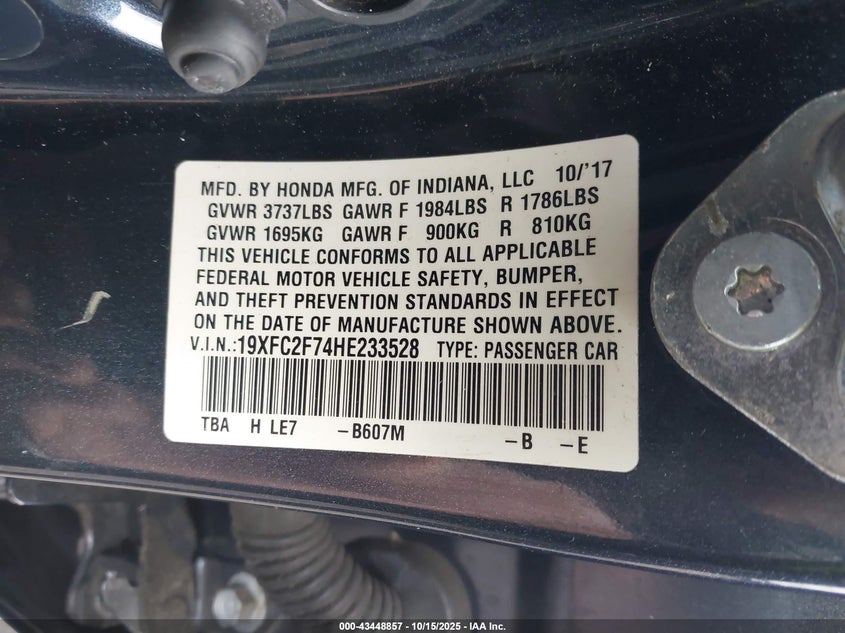 MFD. BY HONDA MFG. OF INDIANA, LLC 10/'17
GVWR 3737LBS GAWR F 1984LBS R 1786LBS
GVWR 1695KG GAWR F 900KG R 810KG
THIS VEHICLE CONFORMS TO ALL APPLICABLE
FEDERAL MOTOR VEHICLE SAFETY, BUMPER,
AND THEFT PREVENTION STANDARDS IN EFFECT
ON THE DATE OF MANUFACTURE SHOWN ABOVE.
V.I.N.:19XFC2F74HE233528 TYPE: PASSENGER CAR
TBA H LE7 -B607M -B -E
000-43448857 - 10/15/2025 - IAA Inc.